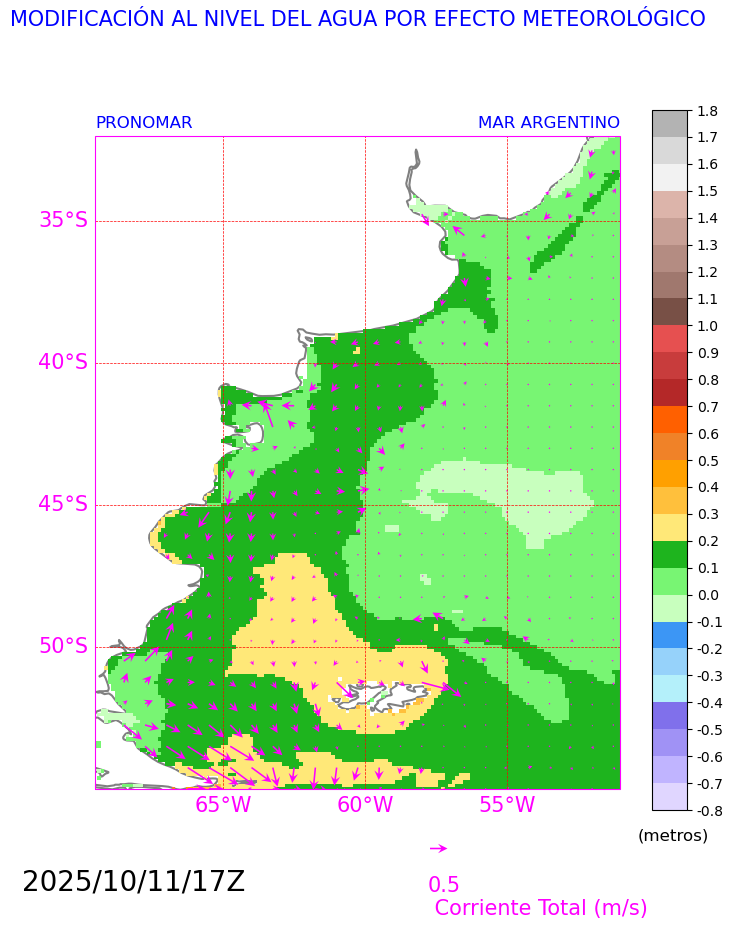 MODIFICACIÓN AL NIVEL DEL AGUA POR EFECTO METEOROLÓGICO
PRONOMAR MAR ARGENTINO
35°S
40°S
45°S
50°S
65°W 60°W 55°W
1.8
1.7
1.6
1.5
1.4
1.3
1.2
1.1
1.0
0.9
0.8
0.7
0.6
0.5
0.4
0.3
0.2
0.1
0.0
-0.1
-0.2
-0.3
-0.4
-0.5
-0.6
-0.7
-0.8
(metros)
2025/10/11/17Z
0.5
Corriente Total (m/s)